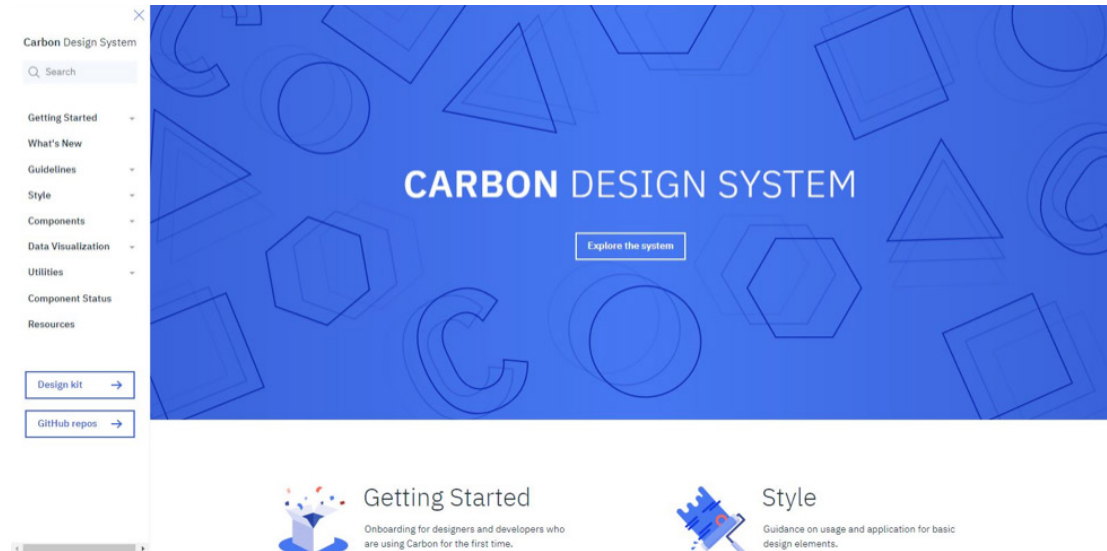 Carbon Design System
Search
Getting Started
What's New
Guidelines
Style
Components
Data Visualization
Utilities
Component Status
Resources
Design kit
GitHub repos
CARBON DESIGN SYSTEM
Explore the system
Getting Started
Onboarding for designers and developers who
are using Carbon for the first time.
Style
Guidance on usage and application for basic
design elements.